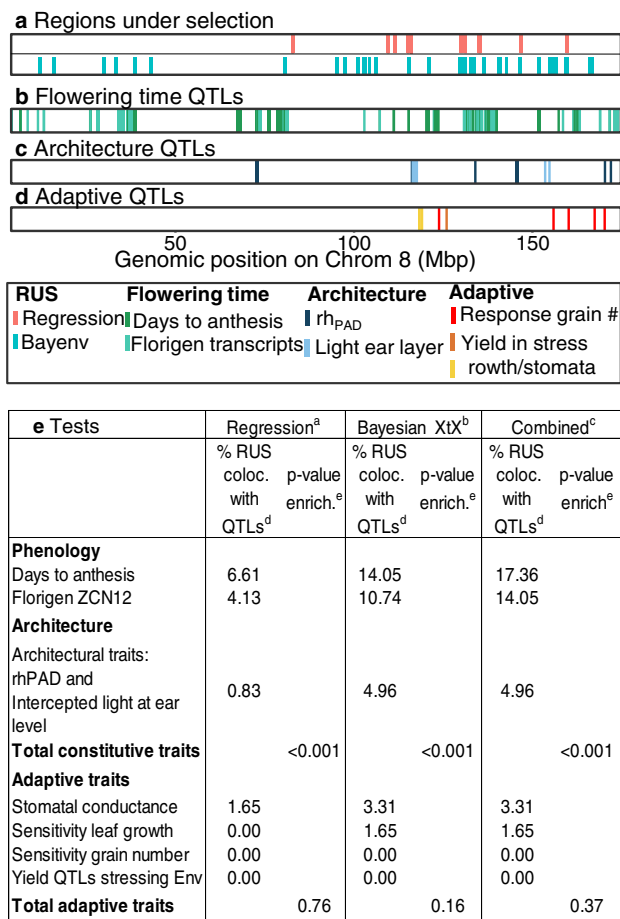 a Regions under selection
b Flowering time QTLs
c Architecture QTLs
d Adaptive QTLs
50 100 150
Genomic position on Chrom 8 (Mbp)
RUS Flowering time Architecture Adaptive
Regression Days to anthesis rhPAD Response grain #
Bayenv Florigen transcripts Light ear layer Yield in stress
rowth/stomata
e Tests Regressiona Bayesian XtXb Combinedc
% RUS % RUS % RUS
coloc. p-value coloc. p-value coloc. p-value
with enrich.e with enrich.e with enriche
QTLsd QTLsd QTLsd
Phenology
Days to anthesis 6.61 14.05 17.36
Florigen ZCN12 4.13 10.74 14.05
Architecture
Architectural traits:
rhPAD and
Intercepted light at ear 0.83 4.96 4.96
level
Total constitutive traits <0.001 <0.001 <0.001
Adaptive traits
Stomatal conductance 1.65 3.31 3.31
Sensitivity leaf growth 0.00 1.65 1.65
Sensitivity grain number 0.00 0.00 0.00
Yield QTLs stressing Env 0.00 0.00 0.00
Total adaptive traits 0.76 0.16 0.37